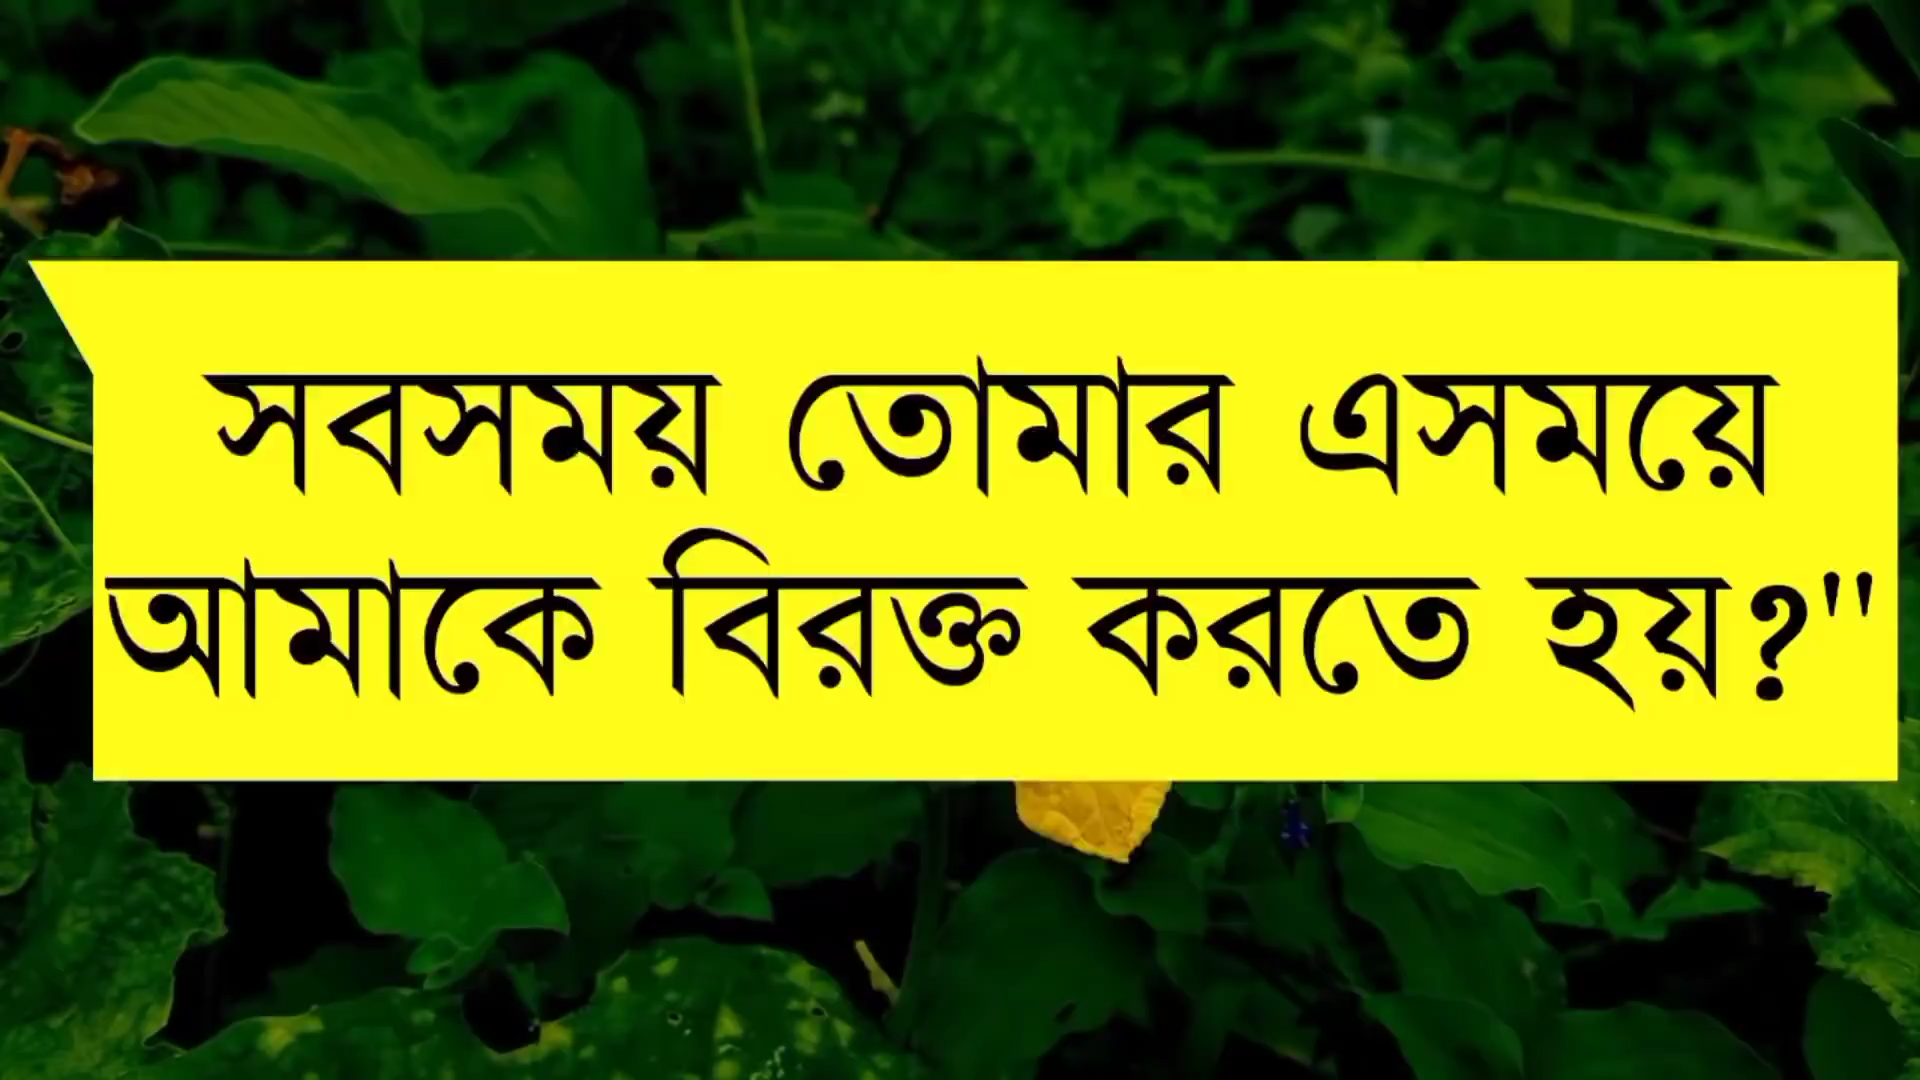 সবসময় তোমার এসময়ে
আমাকে বিরক্ত করতে হয়?''